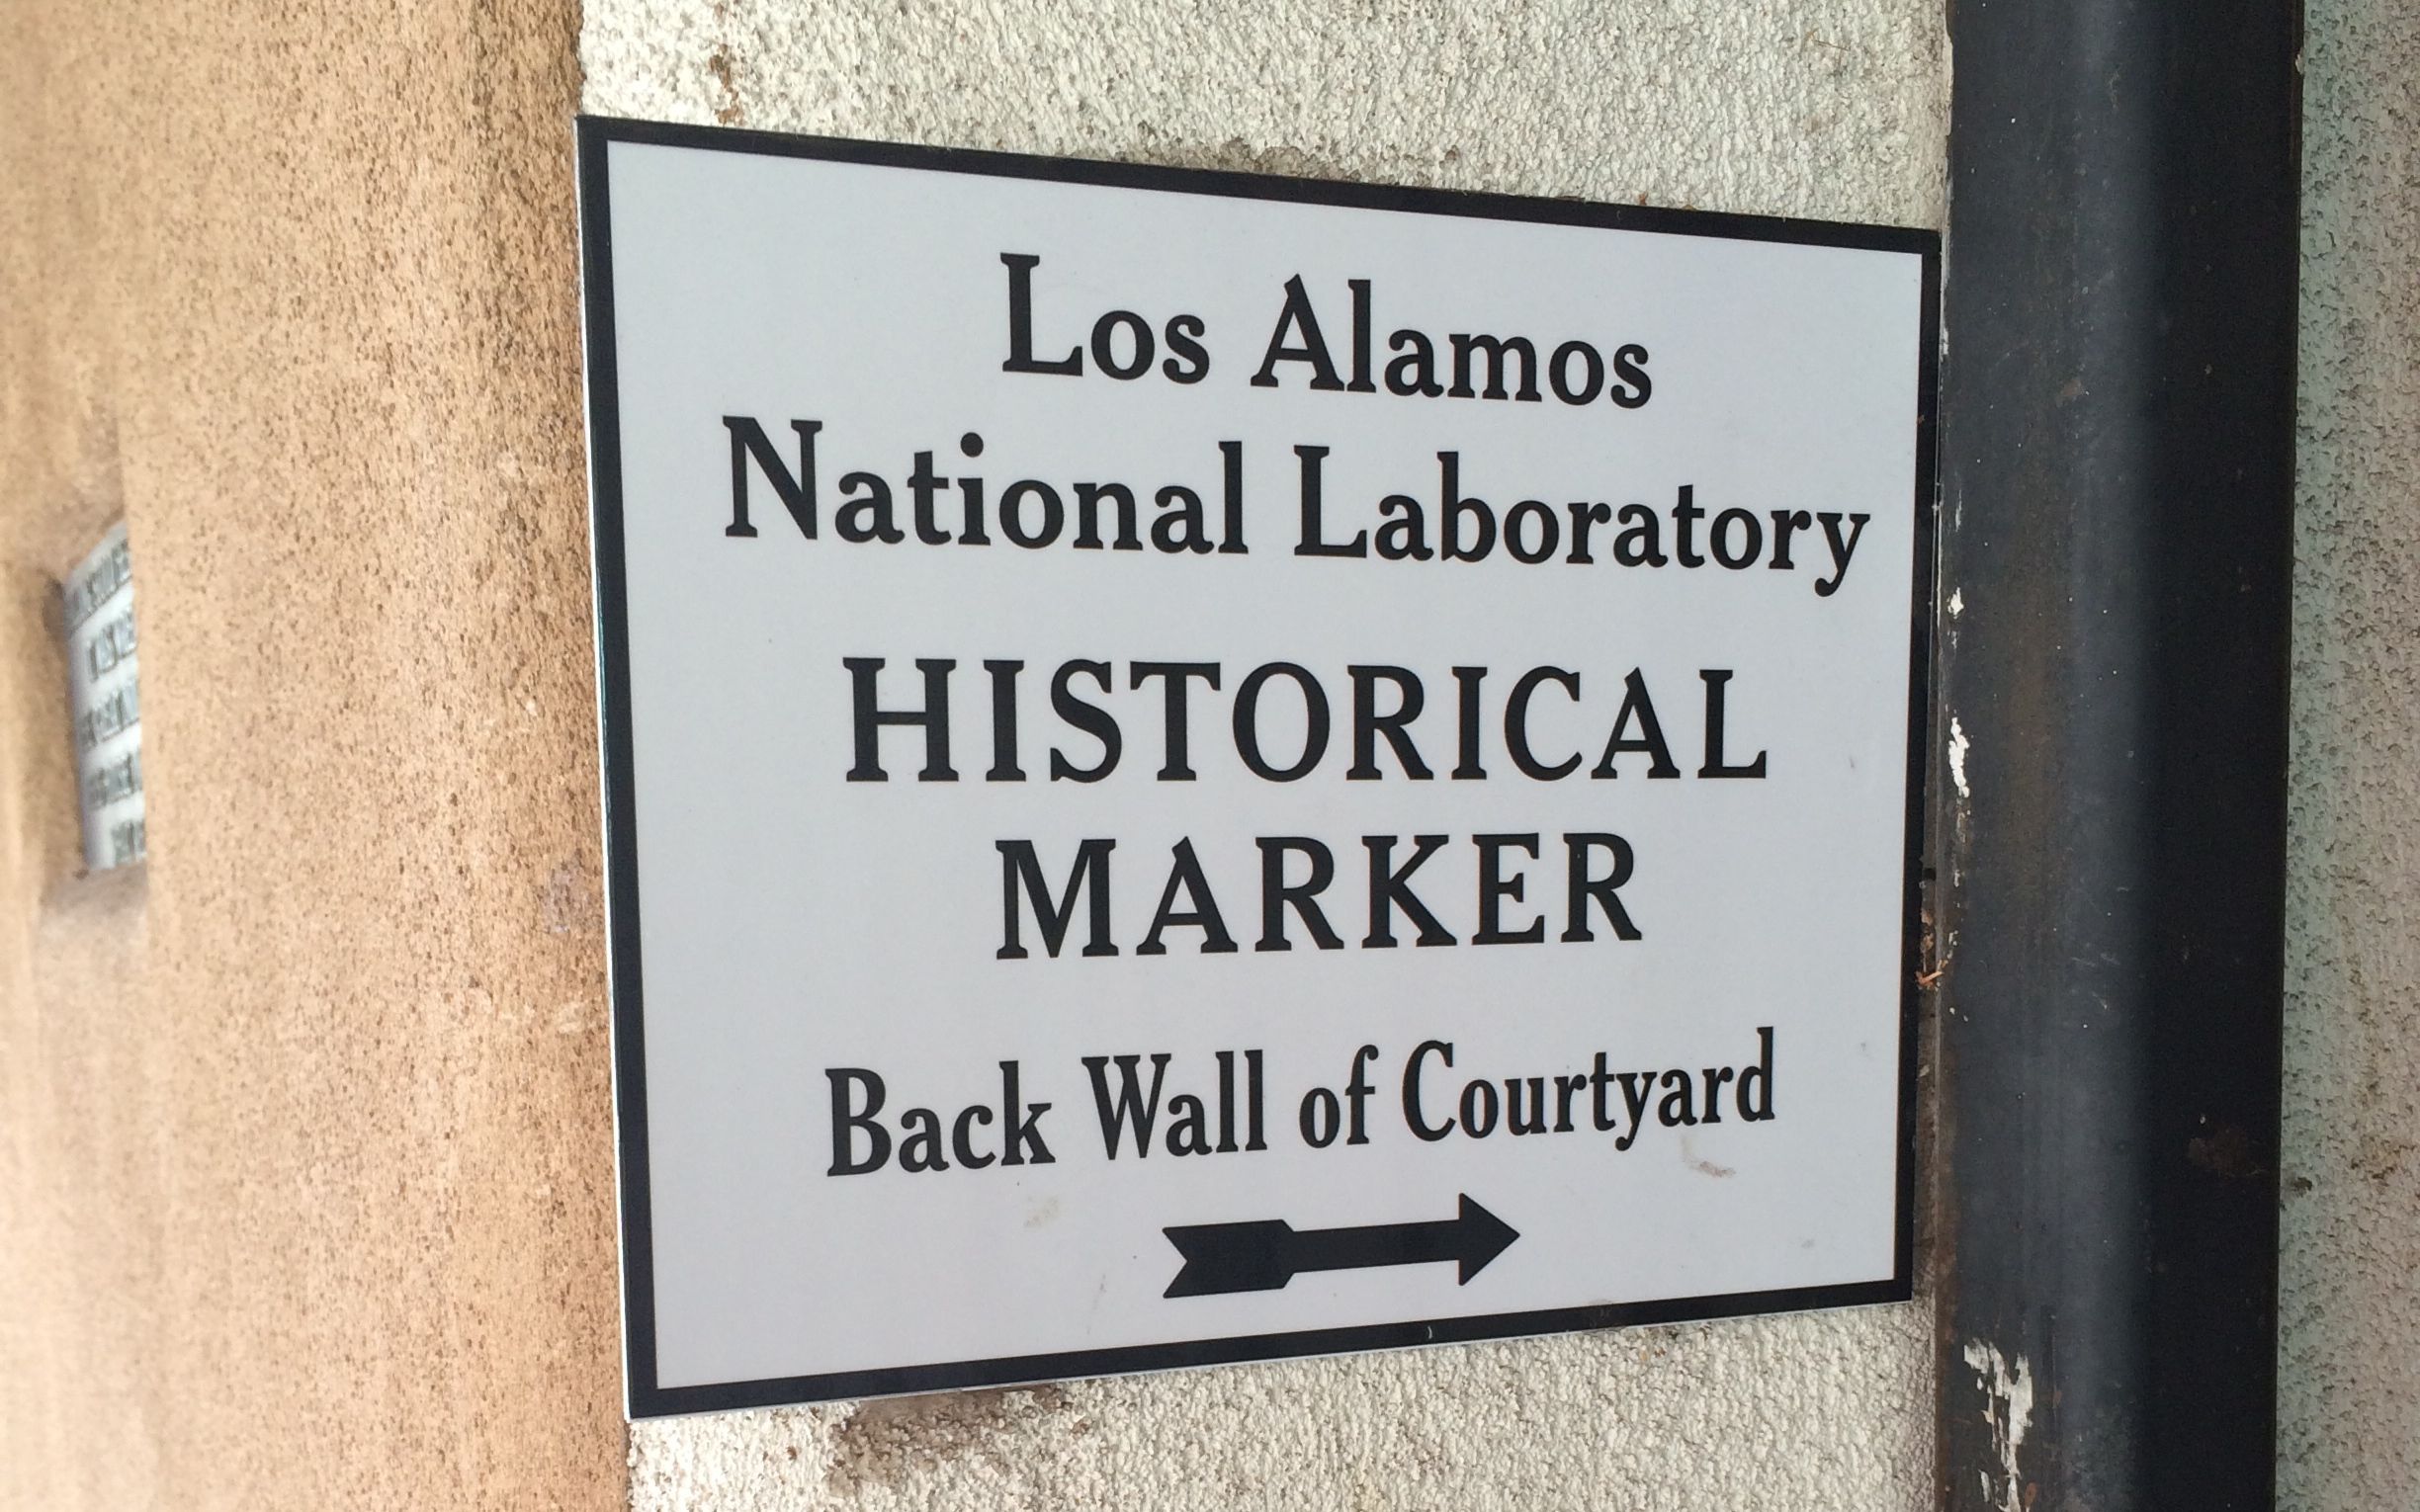 Los Alamos
National Laboratory
HISTORICAL
MARKER
Back Wall of Courtyard